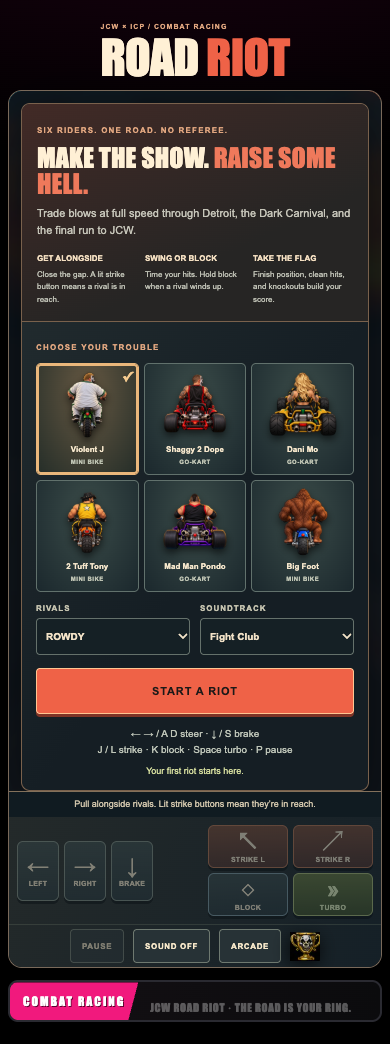 JCW × ICP / COMBAT RACING
ROAD RIOT
SIX RIDERS. ONE ROAD. NO REFEREE.
MAKE THE SHOW. RAISE SOME
HELL.
Trade blows at full speed through Detroit, the Dark Carnival, and
the final run to JCW.
GET ALONGSIDE
Close the gap. A lit strike
button means a rival is in
reach.
SWING OR BLOCK
Time your hits. Hold block
when a rival winds up.
TAKE THE FLAG
Finish position, clean hits,
and knockouts build your
score.
CHOOSE YOUR TROUBLE
Violent J
MINI BIKE
Shaggy 2 Dope
GO-KART
Dani Mo
GO-KART
2 Tuff Tony
MINI BIKE
Mad Man Pondo
GO-KART
Big Foot
MINI BIKE
RIVALS
ROWDY
SOUNDTRACK
Fight Club
START A RIOT
← → / A D steer · ↓ / S brake
J / L strike · K block · Space turbo · P pause
Your first riot starts here.
Pull alongside rivals. Lit strike buttons mean they're in reach.
← LEFT
→ RIGHT
↓ BRAKE
↖ STRIKE L
↗ STRIKE R
◇ BLOCK
» TURBO
PAUSE
SOUND OFF
ARCADE
COMBAT RACING
JCW ROAD RIOT · THE ROAD IS YOUR RING.